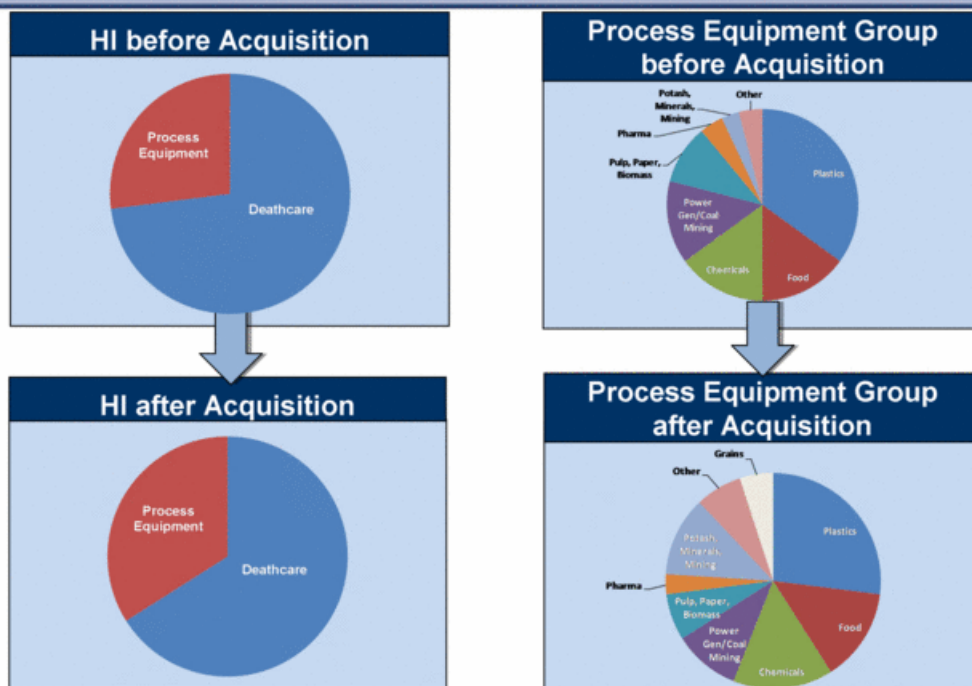 HI before Acquisition
Process
Equipment
Deathcare
Process Equipment Group
before Acquisition
Potash,
Minerals,
Mining
Other
Pharma
Pulp, Paper,
Biomass
Plastics
Power
Gen/Coal
Mining
Chemicals
Food
HI after Acquisition
Process
Equipment
Deathcare
Process Equipment Group
after Acquisition
Grains
Other
Plastics
Potash,
Minerals,
Mining
Pharma
Pulp, Paper,
Biomass
Food
Power
Gen/Coal
Mining
Chemicals